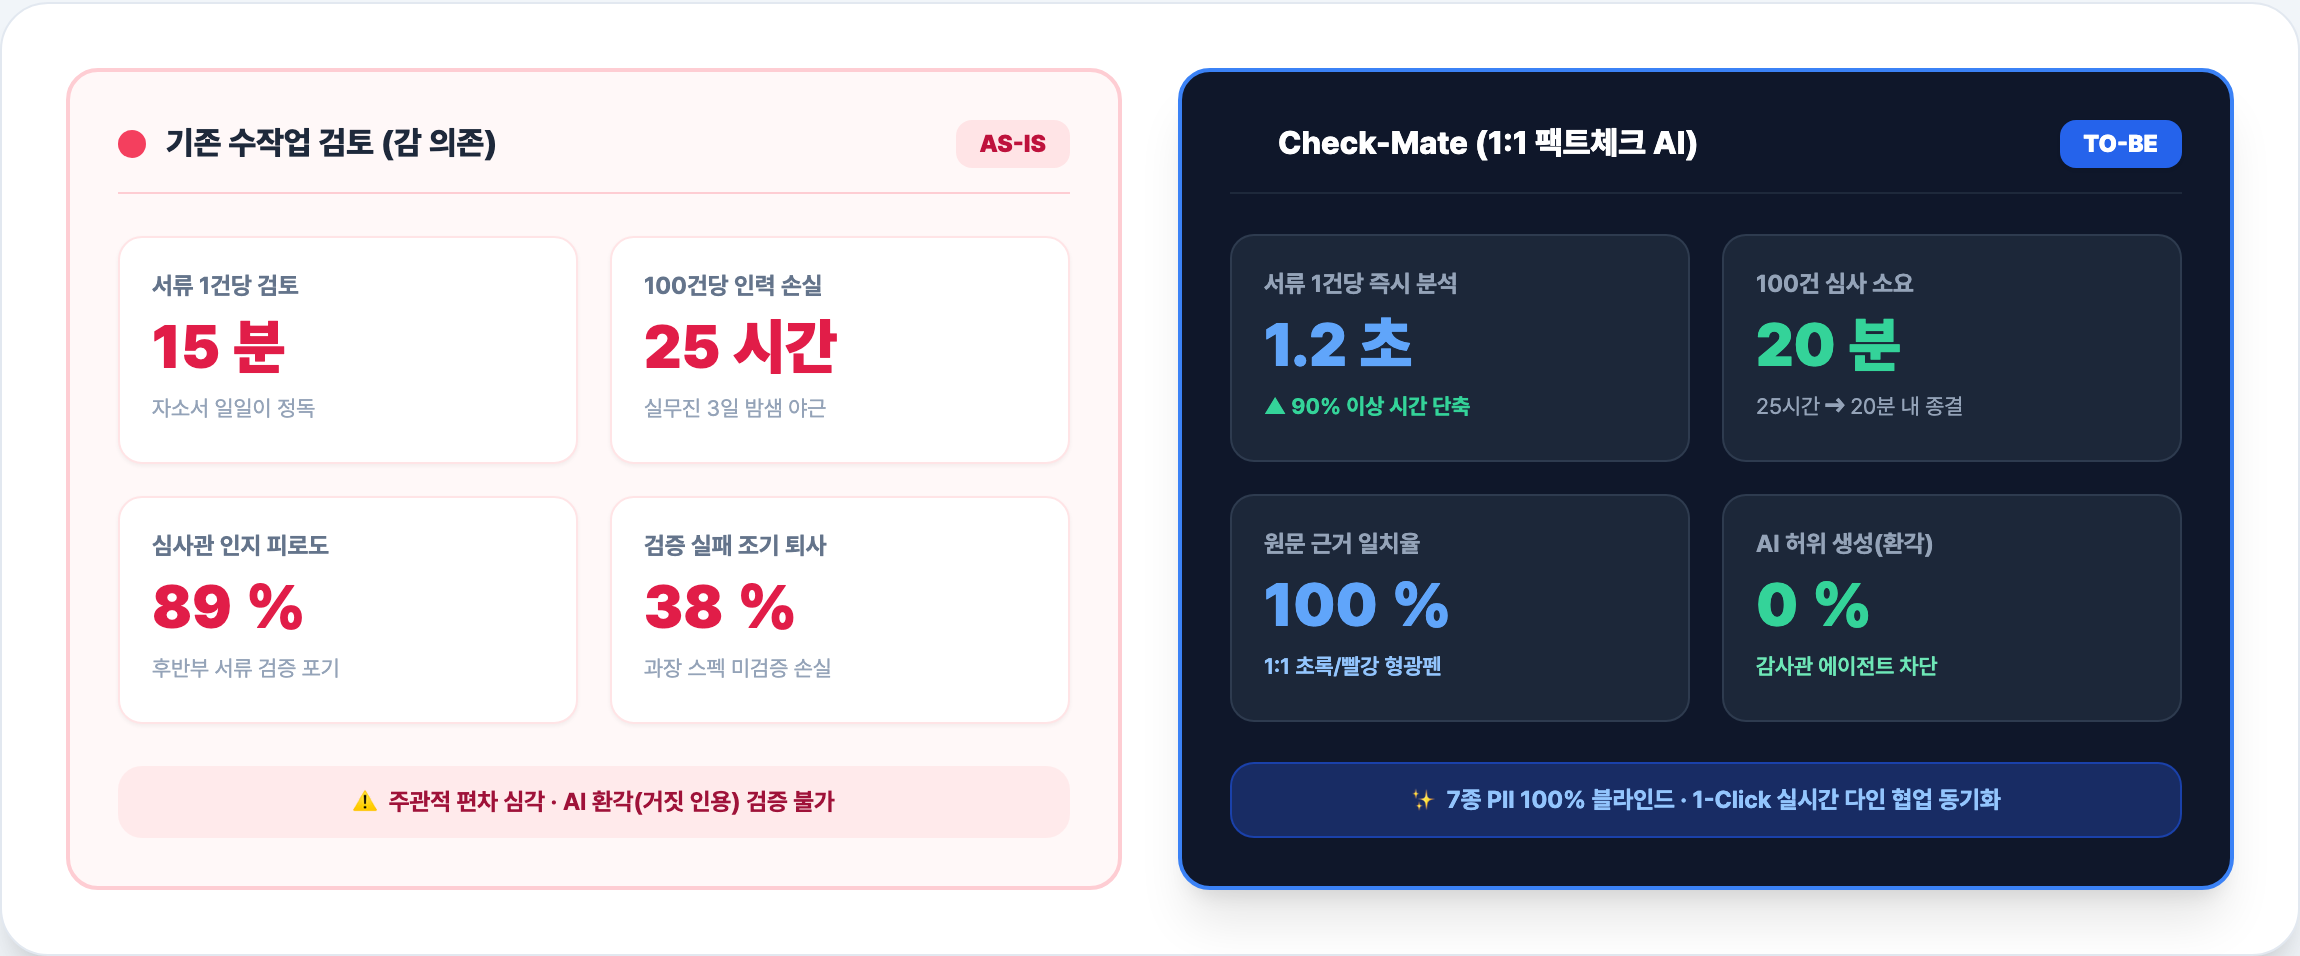 기존 수작업 검토 (감 의존)
AS-IS
서류 1건당 검토
15 분
자소서 일일이 정독
100건당 인력 손실
25 시간
실무진 3일 밤샘 야근
심사관 인지 피로도
89 %
후반부 서류 검증 포기
검증 실패 조기 퇴사
38 %
과장 스펙 미검증 손실
⚠️ 주관적 편차 심각 · AI 환각(거짓 인용) 검증 불가
Check-Mate (1:1 팩트체크 AI)
TO-BE
서류 1건당 즉시 분석
1.2 초
▲ 90% 이상 시간 단축
100건 심사 소요
20 분
25시간 → 20분 내 종결
원문 근거 일치율
100 %
1:1 초록/빨강 형광펜
AI 허위 생성(환각)
0 %
감사관 에이전트 차단
✨ 7종 PII 100% 블라인드 · 1-Click 실시간 다인 협업 동기화